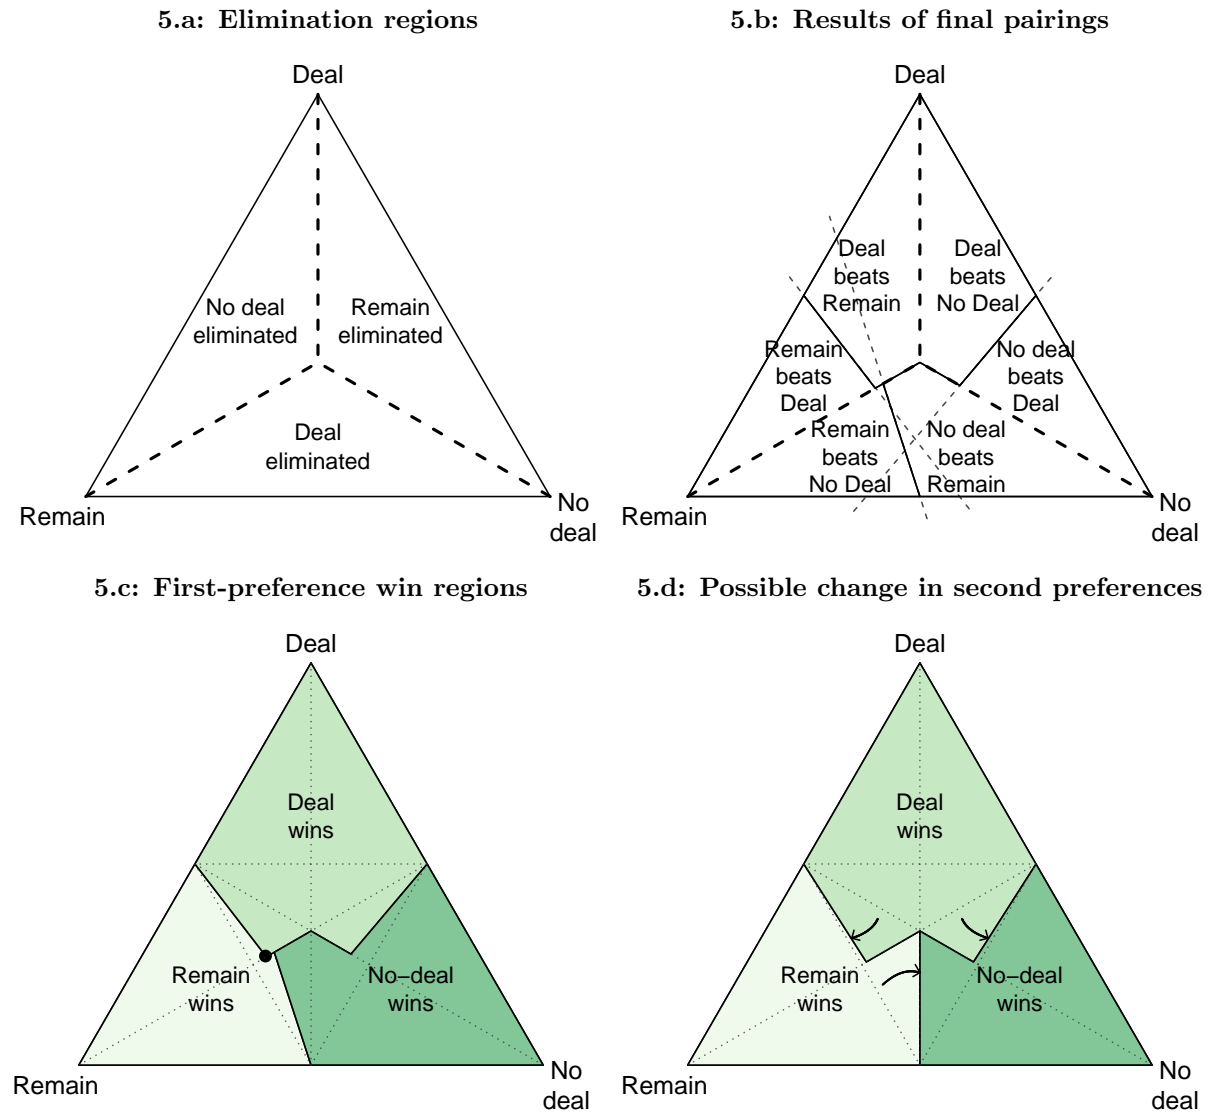 5.a: Elimination regions
Deal
No deal
eliminated
Remain
eliminated
Deal
eliminated
Remain
No
deal
5.b: Results of final pairings
Deal
Deal
beats
Remain
Deal
beats
No Deal
Remain
beats
Deal
No deal
beats
Deal
Remain
beats
No Deal
No deal
beats
Remain
Remain
No
deal
5.c: First-preference win regions
Deal
Deal
wins
Remain
wins
No−deal
wins
Remain
No
deal
5.d: Possible change in second preferences
Deal
Deal
wins
Remain
wins
No−deal
wins
Remain
No
deal